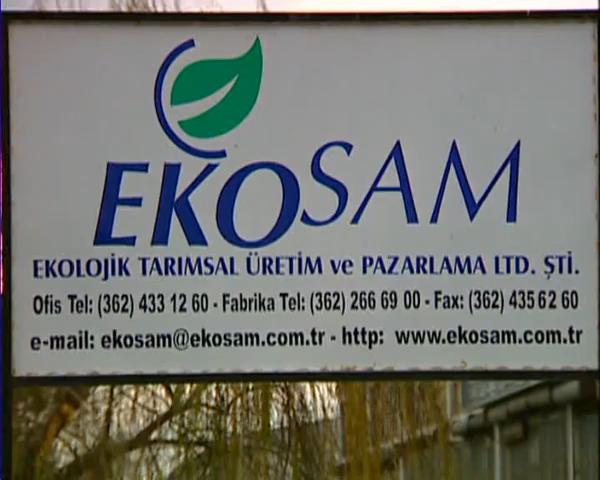 EKOSAM
EKOLOJİK TARIMSAL ÜRETİM ve PAZARLAMA LTD. ŞTİ.
Ofis Tel: (362) 433 12 60 - Fabrika Tel: (362) 266 69 00 - Fax: (362) 435 62 60
e-mail: ekosam@ekosam.com.tr - http: www.ekosam.com.tr